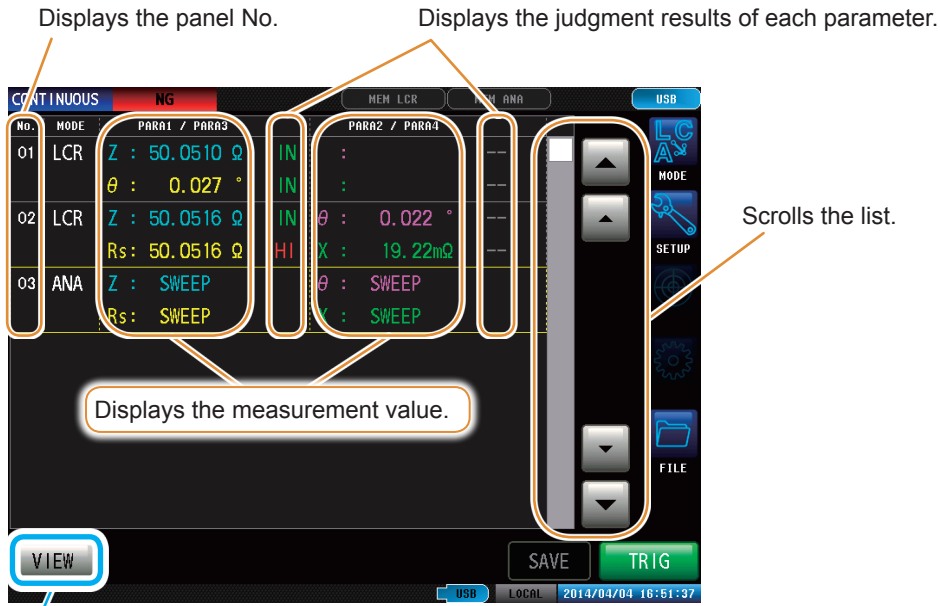 Displays the panel No.
Displays the judgment results of each parameter.
CONTINUOUS NG MEM LCR MEM ANA USB
No. MODE PARA1 / PARA3 PARA2 / PARA4
01 LCR Z : 50.0510 Ω IN : --
θ : 0.027 ° IN : --
MODE
02 LCR Z : 50.0516 Ω IN θ : 0.022 ° --
Rs: 50.0516 Ω HI X : 19.22mΩ --
SETUP
Scrolls the list.
03 ANA Z : SWEEP θ : SWEEP
Rs: SWEEP X : SWEEP
Displays the measurement value.
FILE
VIEW SAVE TRIG
USB LOCAL 2014/04/04 16:51:37